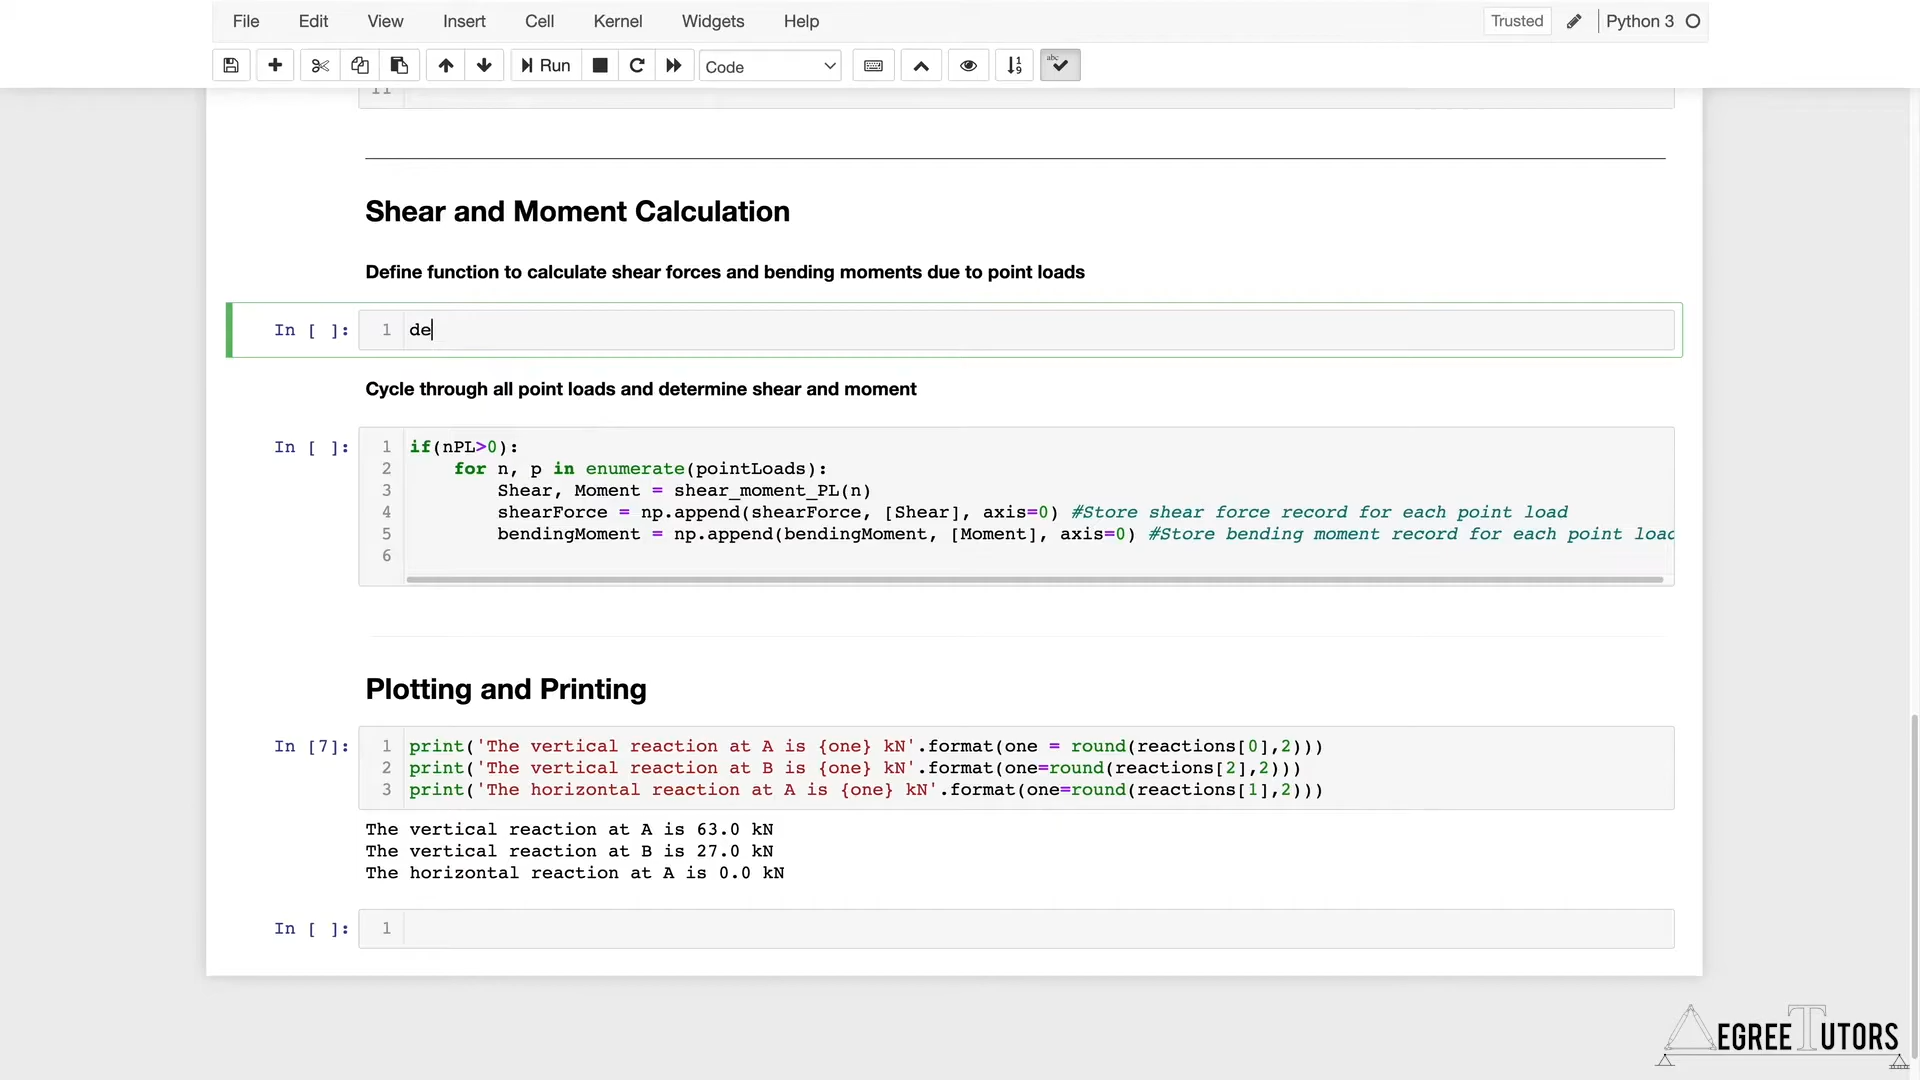 File Edit View Insert Cell Kernel Widgets Help Trusted Python 3
Run Code
11
Shear and Moment Calculation
Define function to calculate shear forces and bending moments due to point loads
In [ ]: 1 de
Cycle through all point loads and determine shear and moment
In [ ]: 1 if(nPL>0):
2 for n, p in enumerate(pointLoads):
3 Shear, Moment = shear_moment_PL(n)
4 shearForce = np.append(shearForce, [Shear], axis=0) #Store shear force record for each point load
5 bendingMoment = np.append(bendingMoment, [Moment], axis=0) #Store bending moment record for each point loa
6
Plotting and Printing
In [7]: 1 print('The vertical reaction at A is {one} kN'.format(one = round(reactions[0],2)))
2 print('The vertical reaction at B is {one} kN'.format(one=round(reactions[2],2)))
3 print('The horizontal reaction at A is {one} kN'.format(one=round(reactions[1],2)))
The vertical reaction at A is 63.0 kN
The vertical reaction at B is 27.0 kN
The horizontal reaction at A is 0.0 kN
In [ ]: 1
DEGREE TUTORS